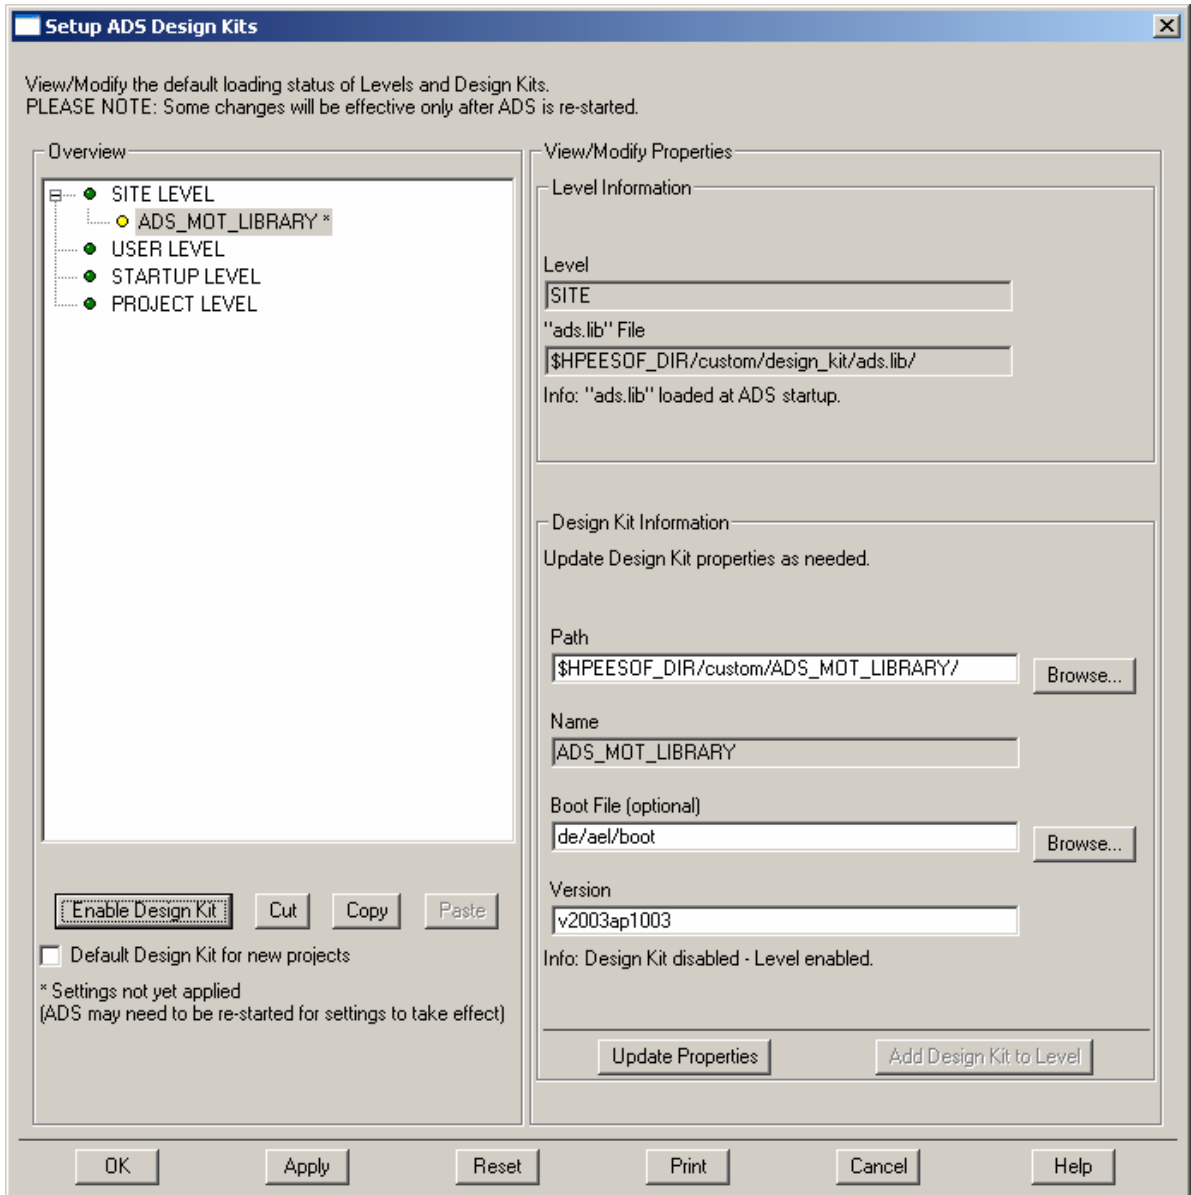 Setup ADS Design Kits
View/Modify the default loading status of Levels and Design Kits.
PLEASE NOTE: Some changes will be effective only after ADS is re-started.
Overview
SITE LEVEL
ADS_MOT_LIBRARY *
USER LEVEL
STARTUP LEVEL
PROJECT LEVEL
Enable Design Kit
Cut
Copy
Paste
Default Design Kit for new projects
* Settings not yet applied
(ADS may need to be re-started for settings to take effect)
View/Modify Properties
Level Information
Level
SITE
"ads.lib" File
$HPEESOF_DIR/custom/design_kit/ads.lib/
Info: "ads.lib" loaded at ADS startup.
Design Kit Information
Update Design Kit properties as needed.
Path
$HPEESOF_DIR/custom/ADS_MOT_LIBRARY/
Browse...
Name
ADS_MOT_LIBRARY
Boot File (optional)
de/ael/boot
Browse...
Version
v2003ap1003
Info: Design Kit disabled - Level enabled.
Update Properties
Add Design Kit to Level
OK
Apply
Reset
Print
Cancel
Help